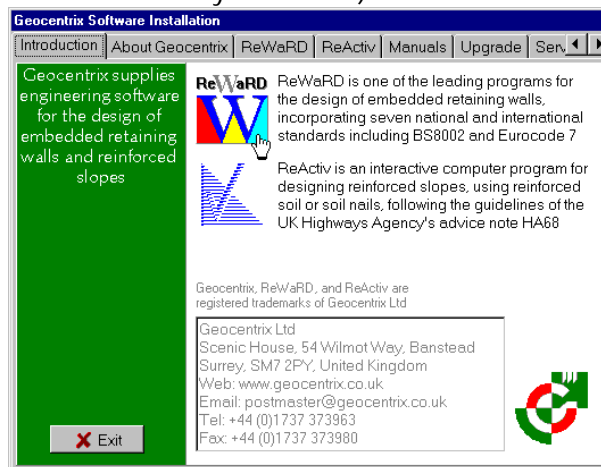 Geocentrix Software Installation
Introduction About Geocentrix ReWaRD ReActiv Manuals Upgrade Serv
Geocentrix supplies
engineering software
for the design of
embedded retaining
walls and reinforced
slopes
ReWaRD
ReWaRD is one of the leading programs for
the design of embedded retaining walls,
incorporating seven national and international
standards including BS8002 and Eurocode 7
ReActiv is an interactive computer program for
designing reinforced slopes, using reinforced
soil or soil nails, following the guidelines of the
UK Highways Agency's advice note HA68
Geocentrix, ReWaRD, and ReActiv are
registered trademarks of Geocentrix Ltd
Geocentrix Ltd
Scenic House, 54 Wilmot Way, Banstead
Surrey, SM7 2PY, United Kingdom
Web: www.geocentrix.co.uk
Email: postmaster@geocentrix.co.uk
Tel: +44 (0)1737 373963
Fax: +44 (0)1737 373980
Exit